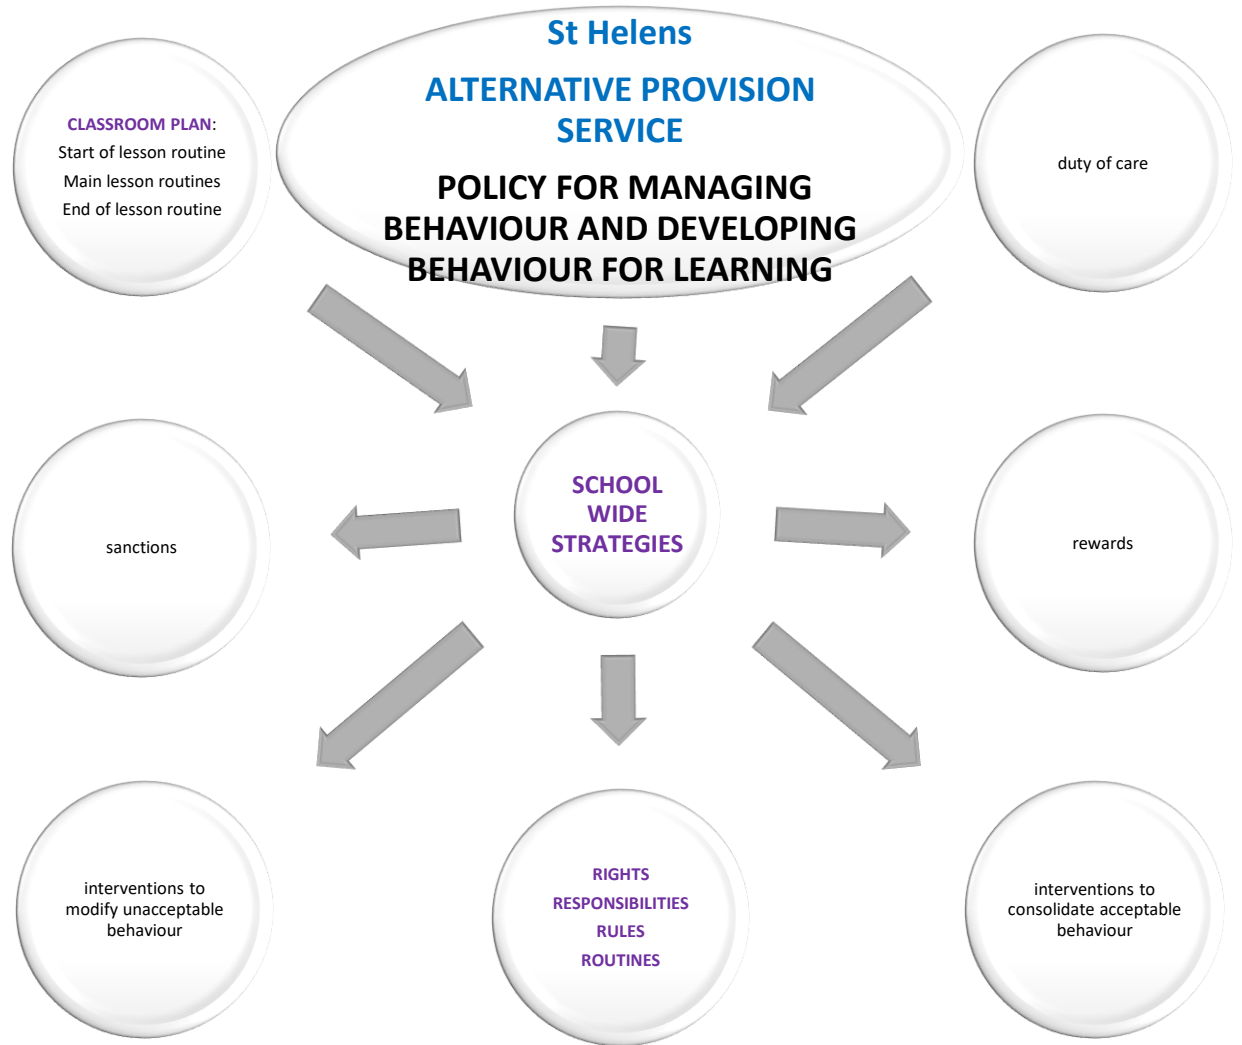 St Helens
ALTERNATIVE PROVISION
SERVICE
POLICY FOR MANAGING
BEHAVIOUR AND DEVELOPING
BEHAVIOUR FOR LEARNING
CLASSROOM PLAN:
Start of lesson routine
Main lesson routines
End of lesson routine
duty of care
SCHOOL
WIDE
STRATEGIES
sanctions
rewards
interventions to
modify unacceptable
behaviour
RIGHTS
RESPONSIBILITIES
RULES
ROUTINES
interventions to
consolidate acceptable
behaviour